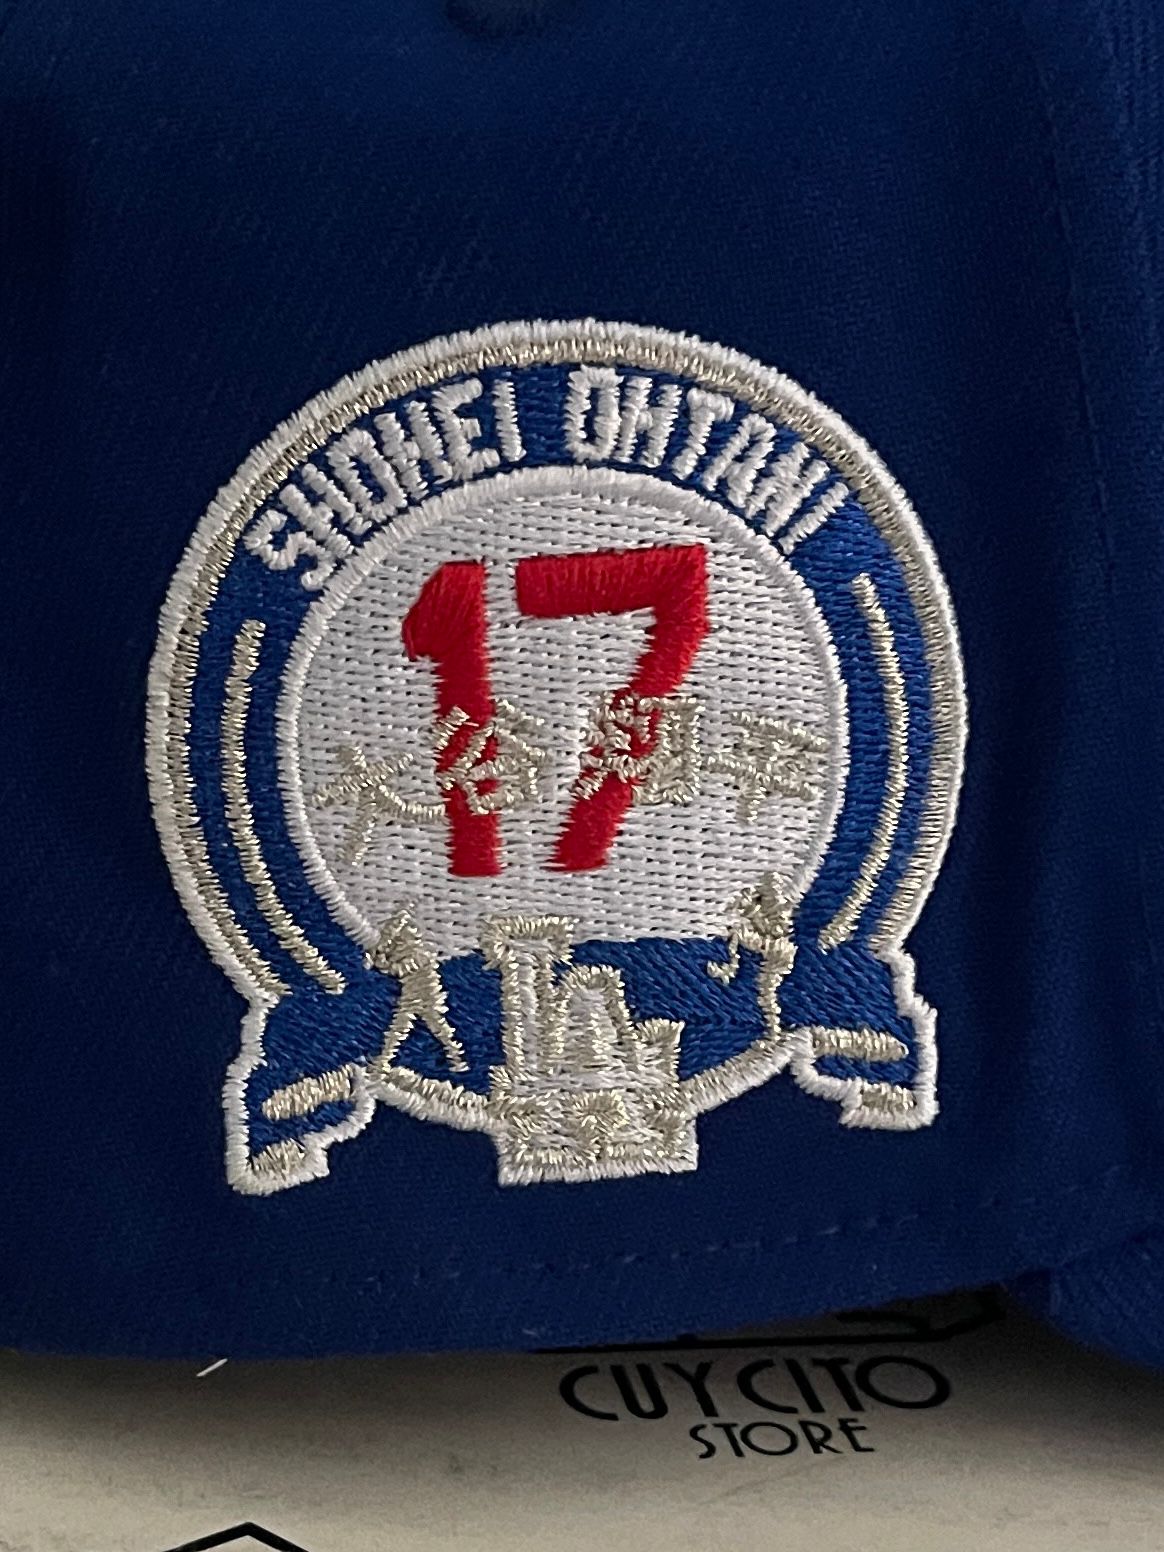 SHOHEI OHTANI
17
大谷翔平
LA
CUY CITO
STORE